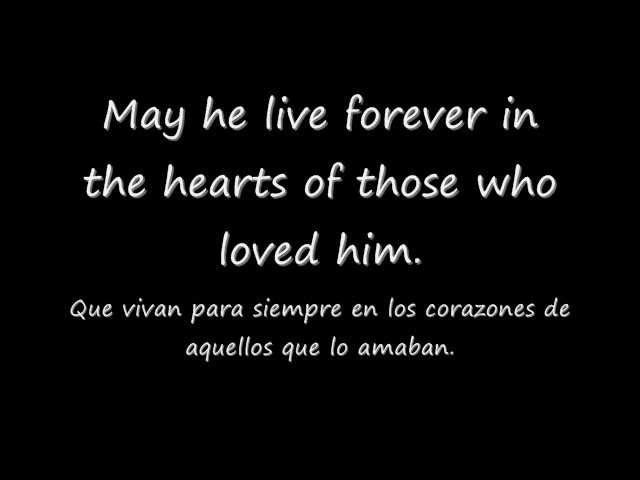 May he live forever in
the hearts of those who
loved him.
Que vivan para siempre en los corazones de
aquellos que lo amaban.